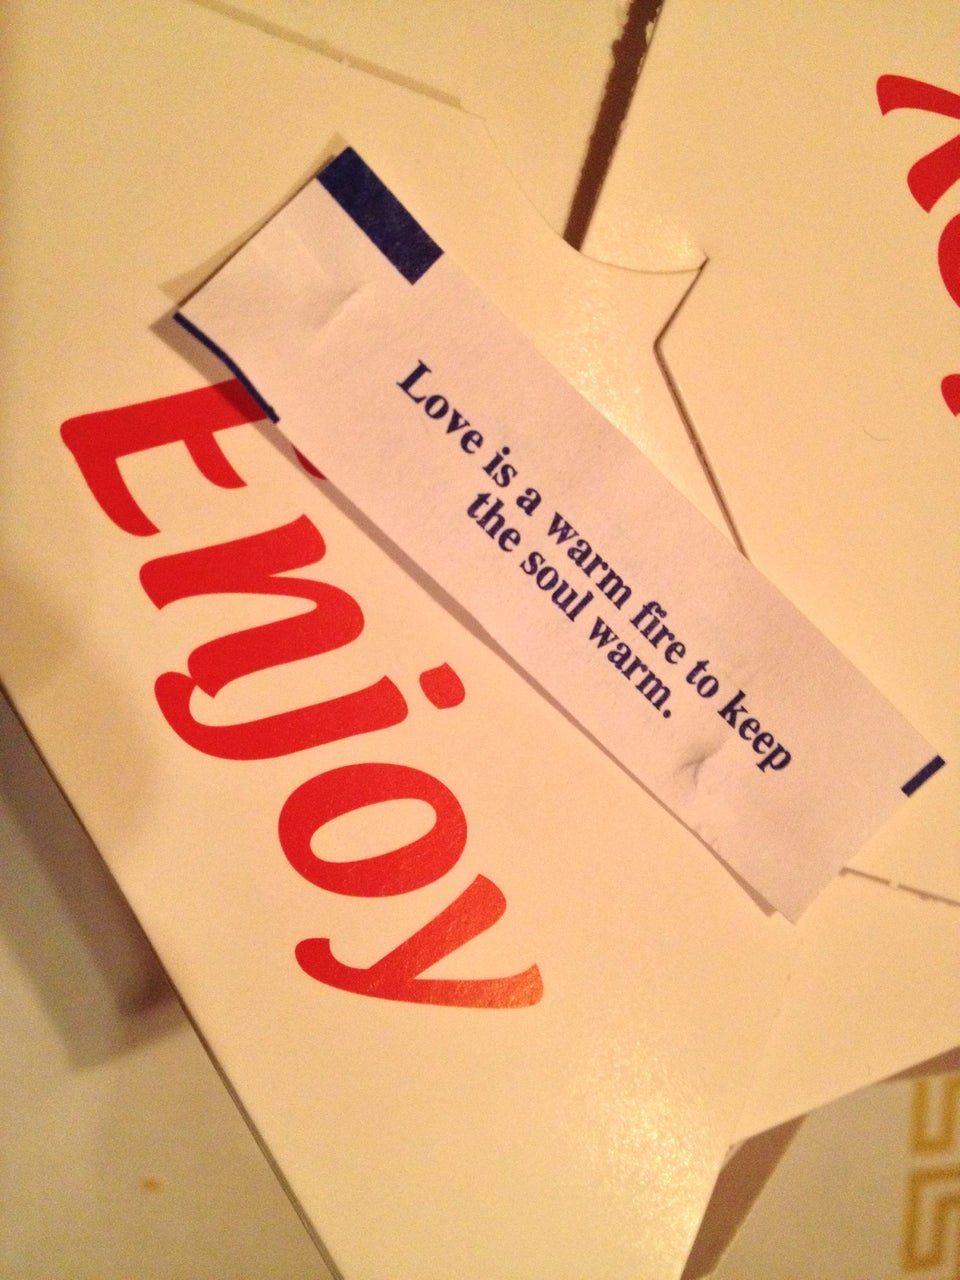 Love is a warm fire to keep
the soul warm.
Enjoy